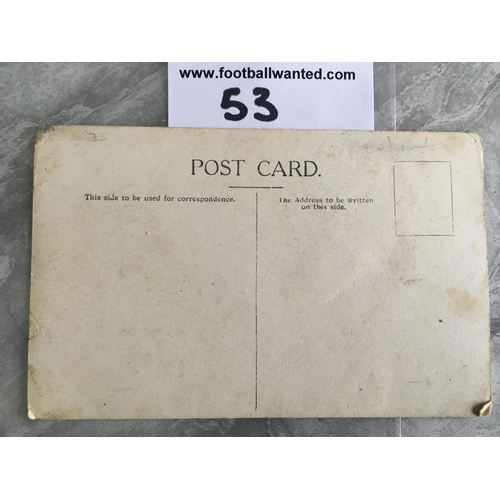 www.footballwanted.com
53
POST CARD.
This side to be used for correspondence.
The Address to be written
on this side.